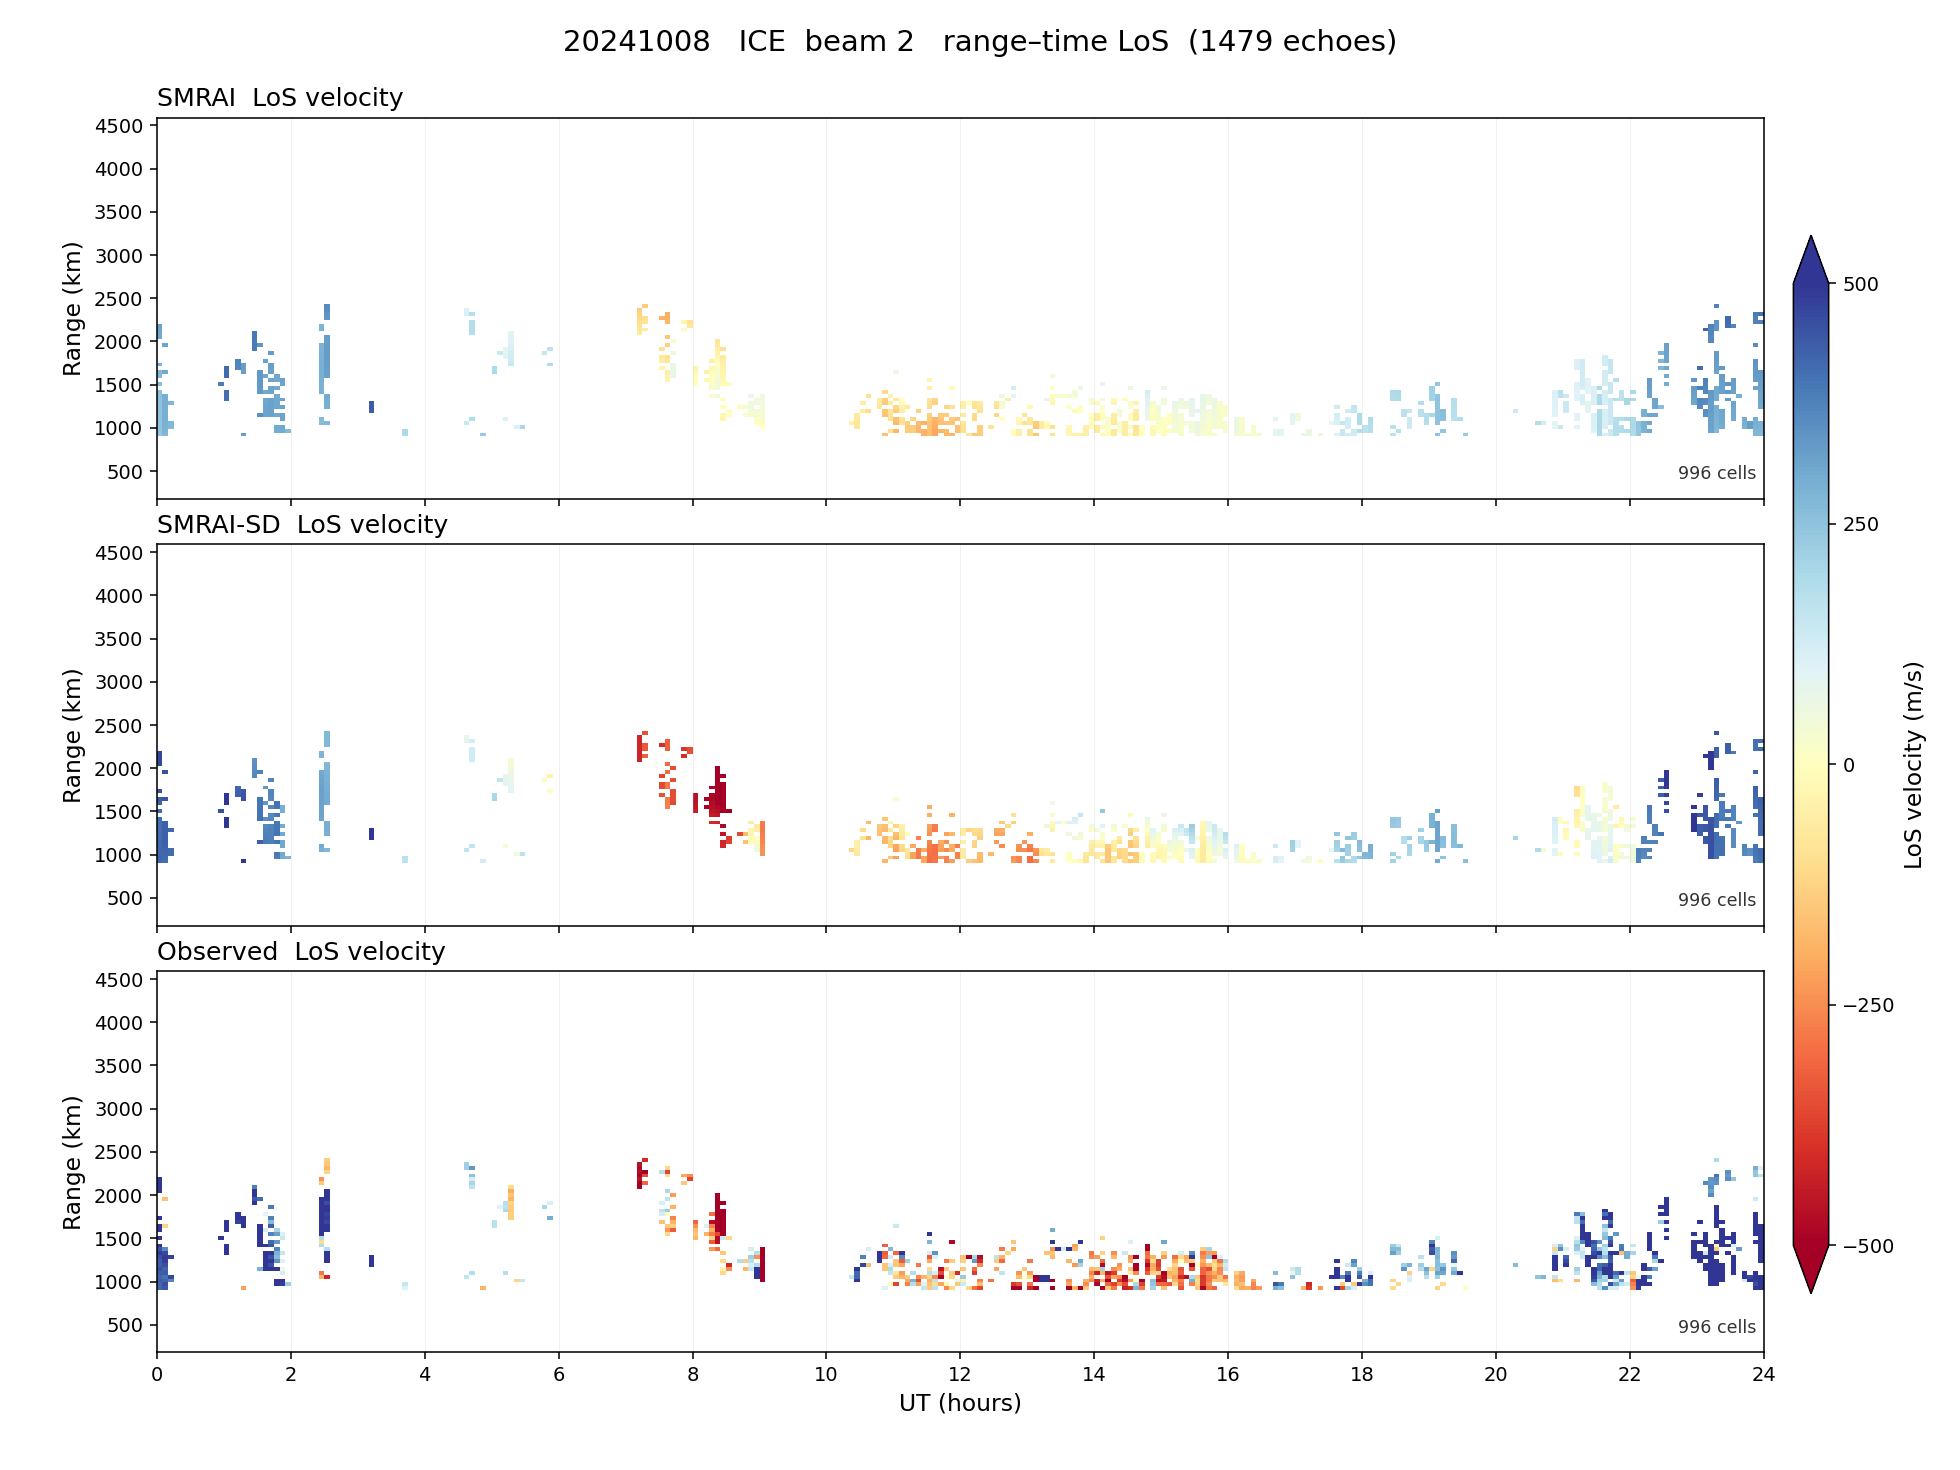 20241008   ICE  beam 2   range–time LoS  (1479 echoes)
SMRAI  LoS velocity
4500
4000
3500
3000
2500
2000
1500
1000
500
Range (km)
996 cells
SMRAI-SD  LoS velocity
4500
4000
3500
3000
2500
2000
1500
1000
500
Range (km)
996 cells
Observed  LoS velocity
4500
4000
3500
3000
2500
2000
1500
1000
500
Range (km)
996 cells
0 2 4 6 8 10 12 14 16 18 20 22 24
UT (hours)
500
250
0
−250
−500
LoS velocity (m/s)